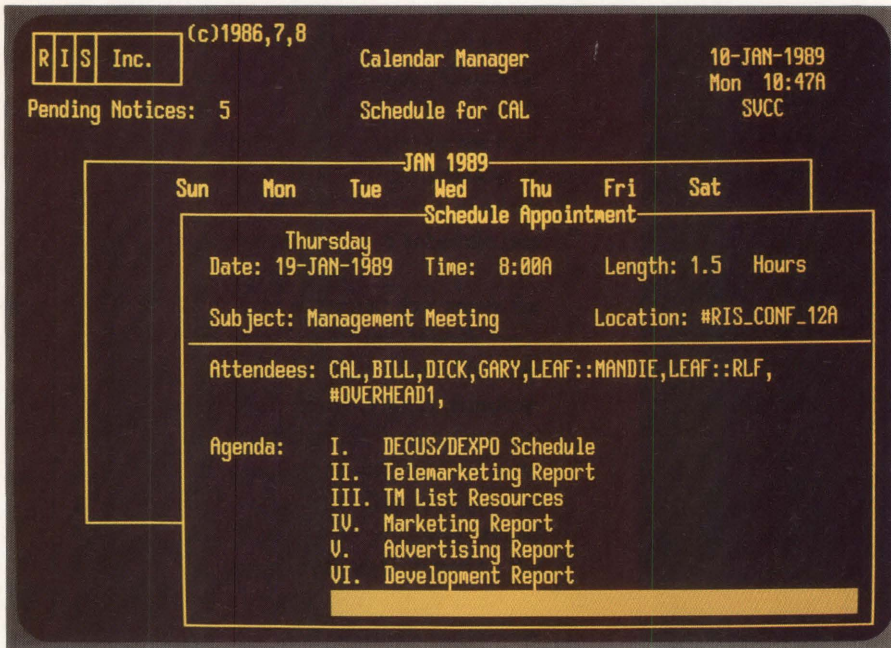 (c)1986,7,8
RIS Inc. Calendar Manager 10-JAN-1989
Mon 10:47A
Pending Notices: 5 Schedule for CAL SVCC
JAN 1989
Sun Mon Tue Wed Thu Fri Sat
Schedule Appointment
Thursday
Date: 19-JAN-1989 Time: 8:00A Length: 1.5 Hours
Subject: Management Meeting Location: #RIS_CONF_12A
Attendees: CAL,BILL,DICK,GARY,LEAF::MANDIE,LEAF::RLF,
#OVERHEAD1,
Agenda: I. DECUS/DEXPO Schedule
II. Telemarketing Report
III. TM List Resources
IV. Marketing Report
V. Advertising Report
VI. Development Report